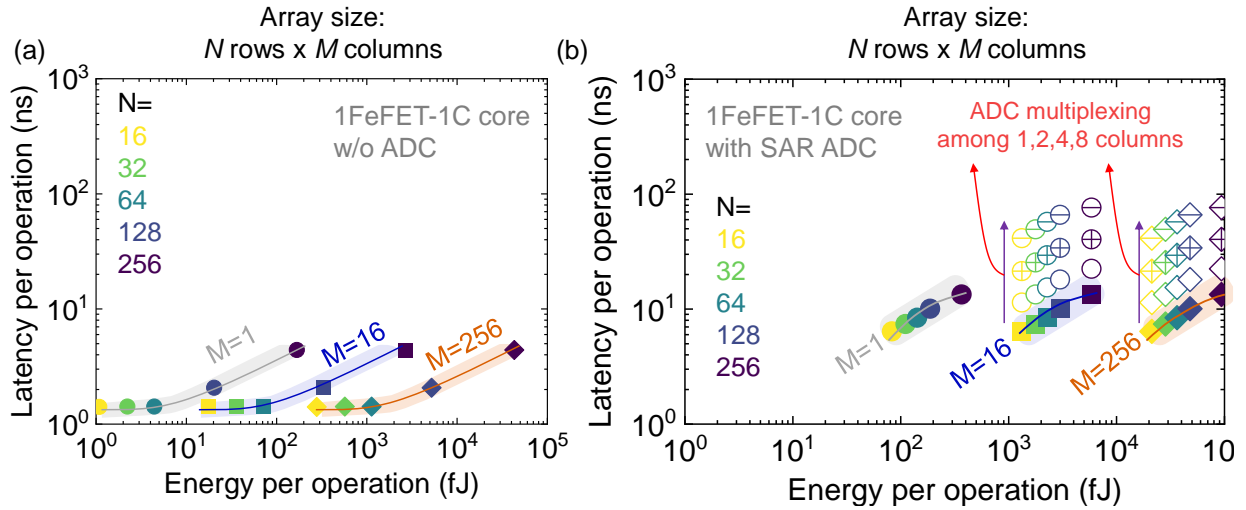 Array size:
N rows x M columns
(a)
Latency per operation (ns)
10³
10²
10¹
10⁰
N=
16
32
64
128
256
1FeFET-1C core
w/o ADC
M=1
M=16
M=256
10⁰ 10¹ 10² 10³ 10⁴ 10⁵
Energy per operation (fJ)
Array size:
N rows x M columns
(b)
Latency per operation (ns)
10³
10²
10¹
10⁰
1FeFET-1C core
with SAR ADC
ADC multiplexing
among 1,2,4,8 columns
N=
16
32
64
128
256
M=1
M=16
M=256
10⁰ 10¹ 10² 10³ 10⁴ 10
Energy per operation (fJ)